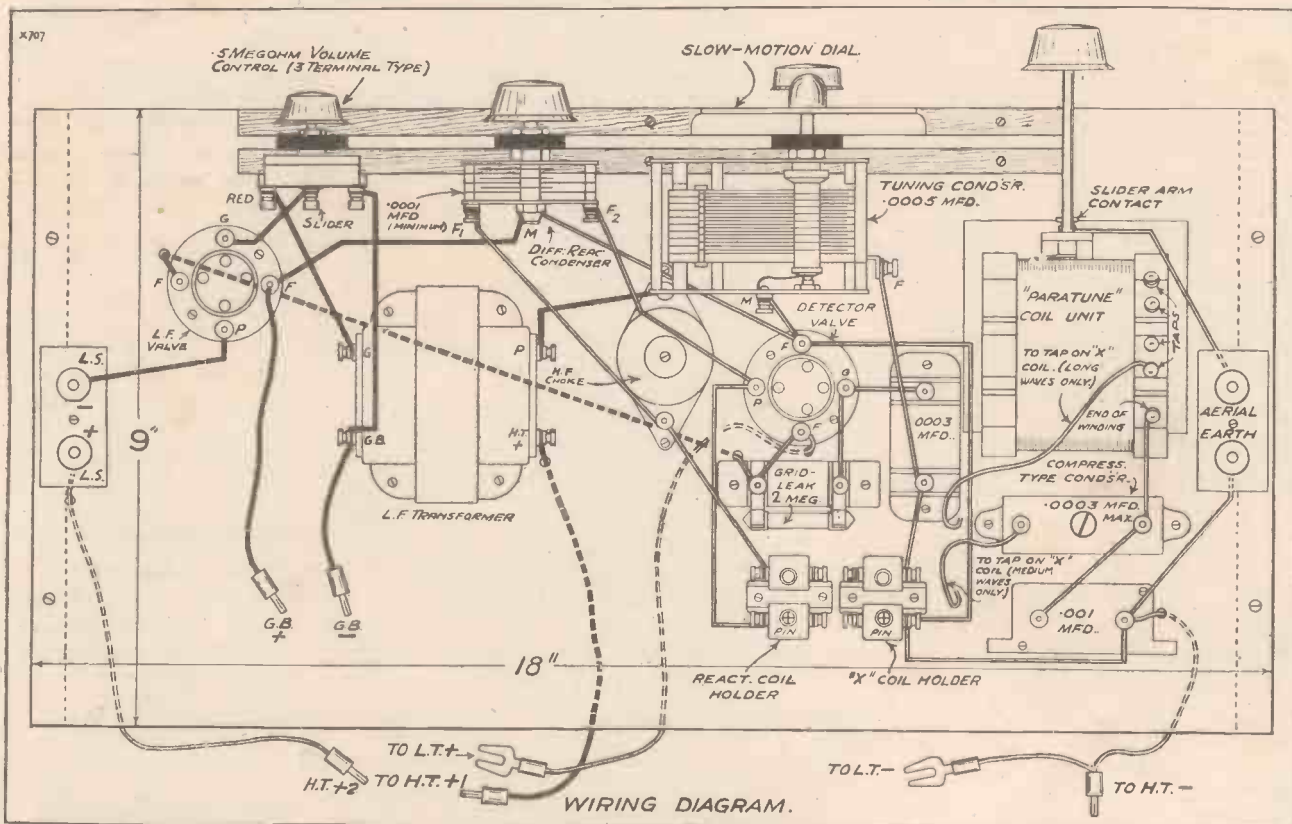 X707
.5 MEGOHM VOLUME
CONTROL (3 TERMINAL TYPE)
SLOW-MOTION DIAL.
RED
SLIDER
.0001
MFD
(MINIMUM)
F1
M
F2
DIFF: REAC.
CONDENSER
TUNING CONDSR.
.0005 MFD.
SLIDER ARM
CONTACT
G
F
F
P
L.F.
VALVE
L.S.
-
+
L.S.
9"
G
G.B.
P
H.T.
+
L.F. TRANSFORMER
H.F.
CHOKE
M
F
DETECTOR
VALVE
F
P
G
F
.0003
MFD..
GRID-
LEAK
2 MEG
"PARATUNE"
COIL UNIT
TAPS
TO TAP ON "X"
COIL. (LONG
WAVES ONLY.)
END OF
WINDING
AERIAL
EARTH
COMPRESS.
TYPE CONDSR.
.0003 MFD.
MAX.
TO TAP ON "X"
COIL (MEDIUM
WAVES
ONLY.)
.001
MFD..
PIN
PIN
G.B.
+
G.B.
-
18"
REACT. COIL
HOLDER
"X" COIL HOLDER
H.T. +2
TO L.T.+
TO H.T. +1
WIRING DIAGRAM.
TO L.T.-
TO H.T. -